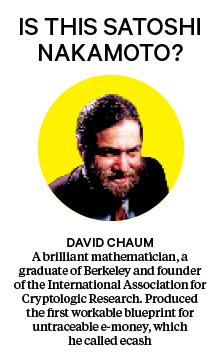 IS THIS SATOSHI
NAKAMOTO?
DAVID CHAUM
A brilliant mathematician, a
graduate of Berkeley and founder
of the International Association for
Cryptologic Research. Produced
the first workable blueprint for
untraceable e-money, which
he called ecash